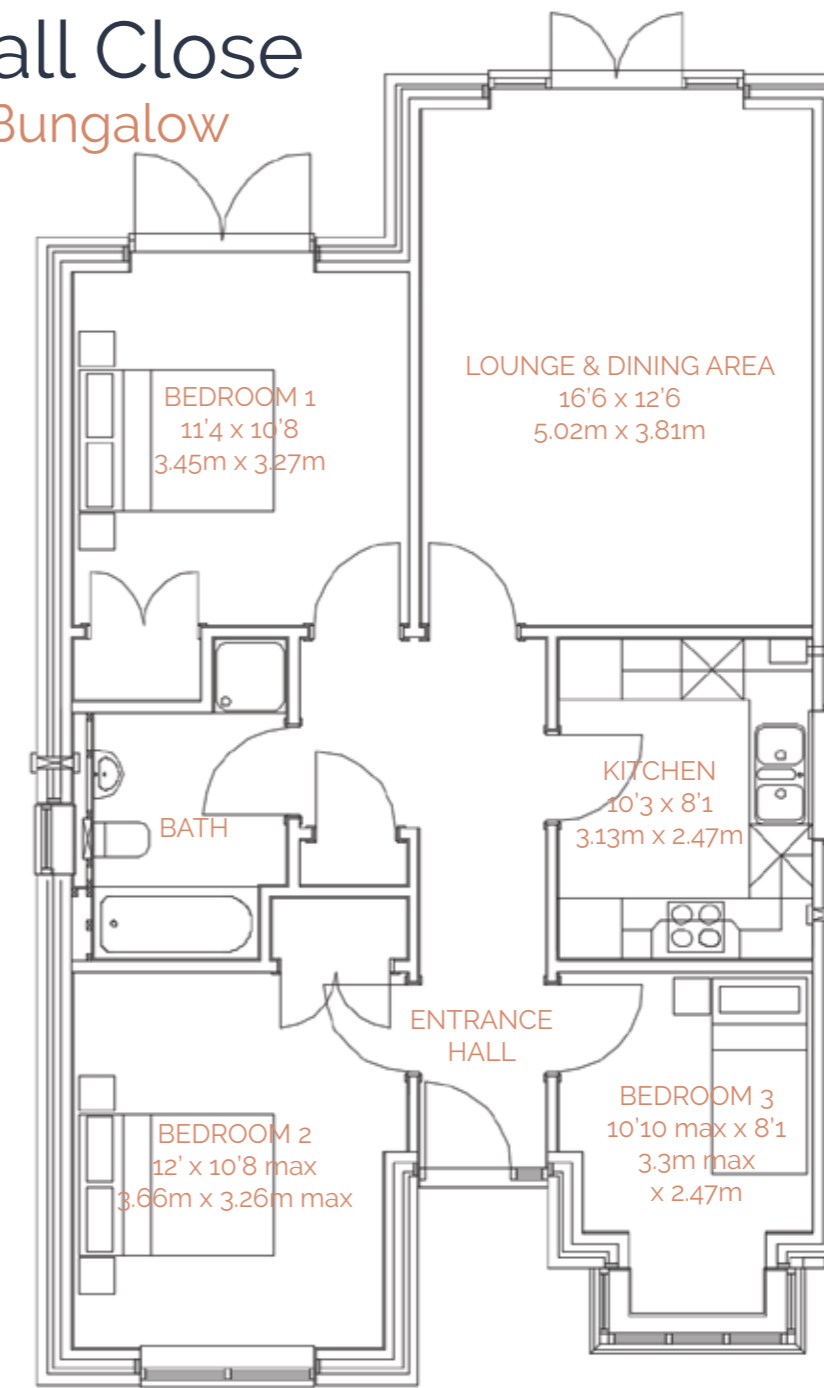 all Close
Bungalow
LOUNGE & DINING AREA
16'6 x 12'6
5.02m x 3.81m
BEDROOM 1
11'4 x 10'8
3.45m x 3.27m
KITCHEN
10'3 x 8'1
3.13m x 2.47m
BATH
ENTRANCE
HALL
BEDROOM 2
12' x 10'8 max
3.66m x 3.26m max
BEDROOM 3
10'10 max x 8'1
3.3m max
x 2.47m